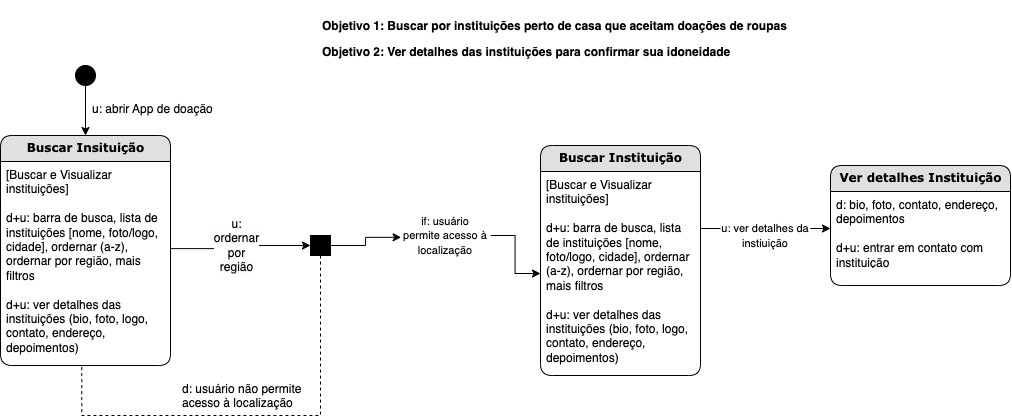 Objetivo 1: Buscar por instituições perto de casa que aceitam doações de roupas
Objetivo 2: Ver detalhes das instituições para confirmar sua idoneidade
u: abrir App de doação
Buscar Insituição
[Buscar e Visualizar
instituições]
d+u: barra de busca, lista de
instituições [nome, foto/logo,
cidade], ordernar (a-z),
ordernar por região, mais
filtros
d+u: ver detalhes das
instituições (bio, foto, logo,
contato, endereço,
depoimentos)
u:
ordernar
por
região
d: usuário não permite
acesso à localização
if: usuário
permite acesso à
localização
Buscar Instituição
[Buscar e Visualizar
instituições]
d+u: barra de busca, lista
de instituições [nome,
foto/logo, cidade], ordernar
(a-z), ordernar por região,
mais filtros
d+u: ver detalhes das
instituições (bio, foto, logo,
contato, endereço,
depoimentos)
u: ver detalhes da
instiuição
Ver detalhes Instituição
d: bio, foto, contato, endereço,
depoimentos
d+u: entrar em contato com
instituição